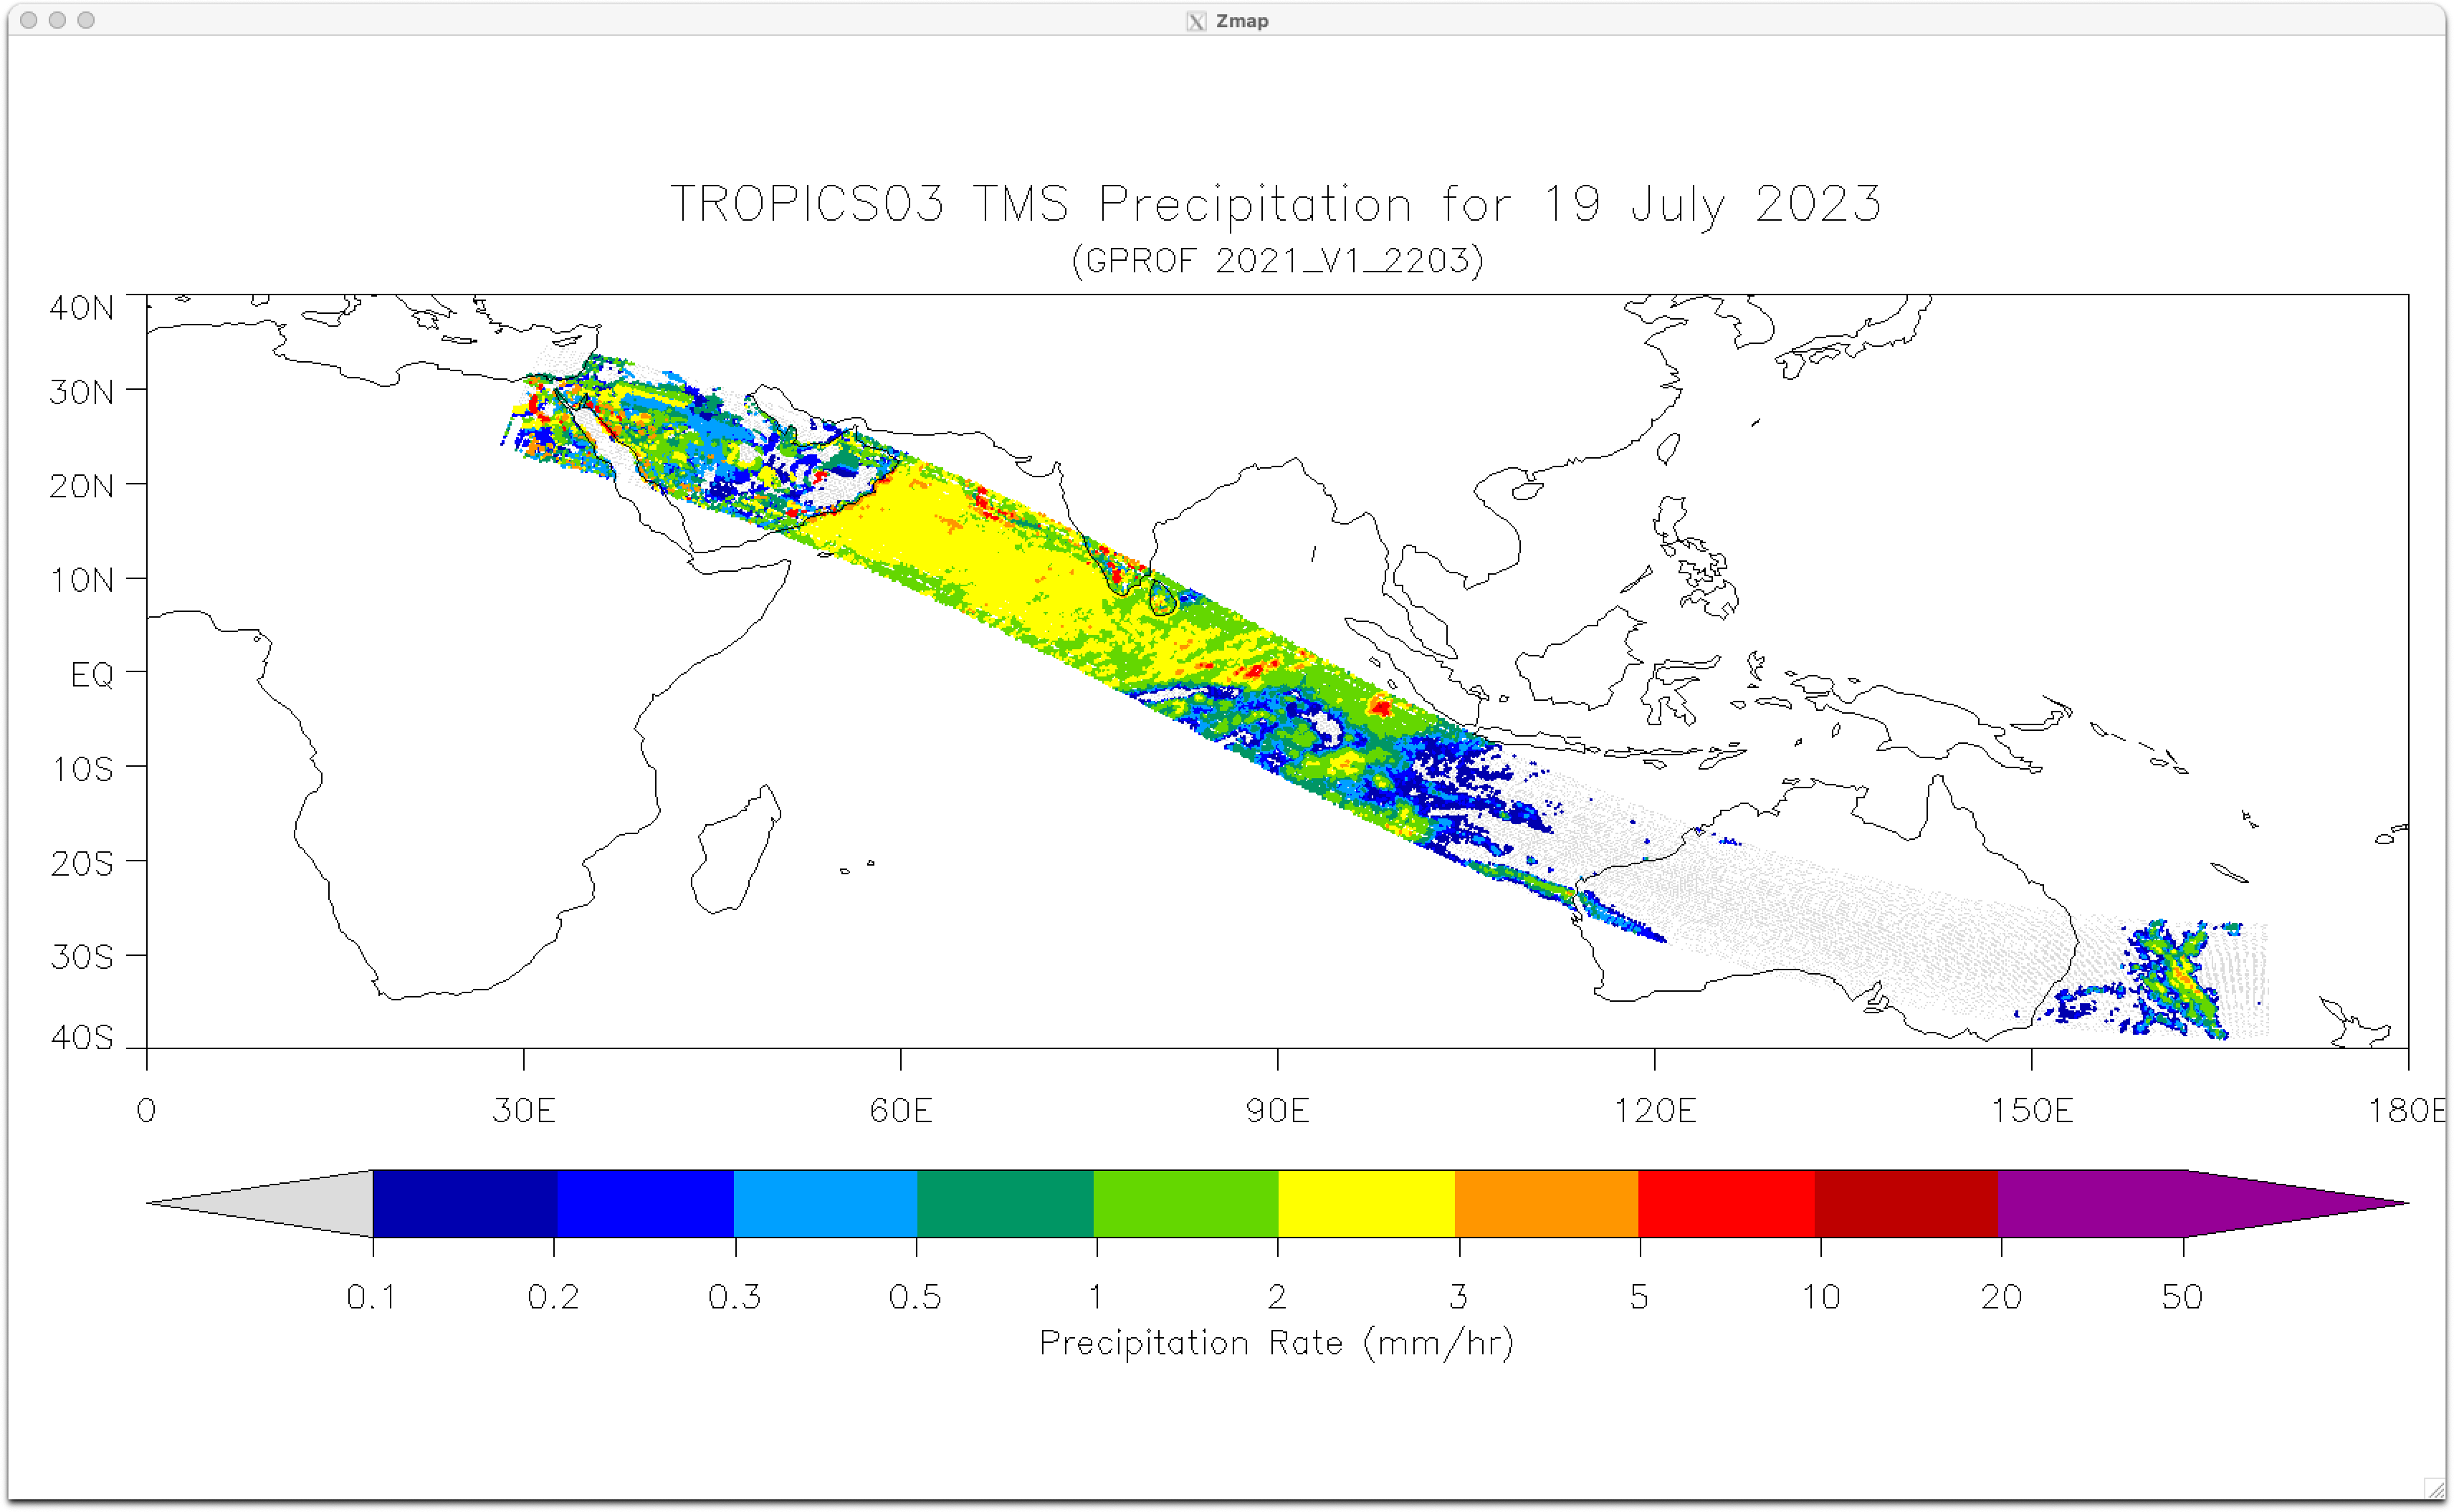 Zmap
TROPICS03 TMS Precipitation for 19 July 2023
(GPROF 2021_V1_2203)
40N
30N
20N
10N
EQ
10S
20S
30S
40S
0 30E 60E 90E 120E 150E 180E
0.1 0.2 0.3 0.5 1 2 3 5 10 20 50
Precipitation Rate (mm/hr)